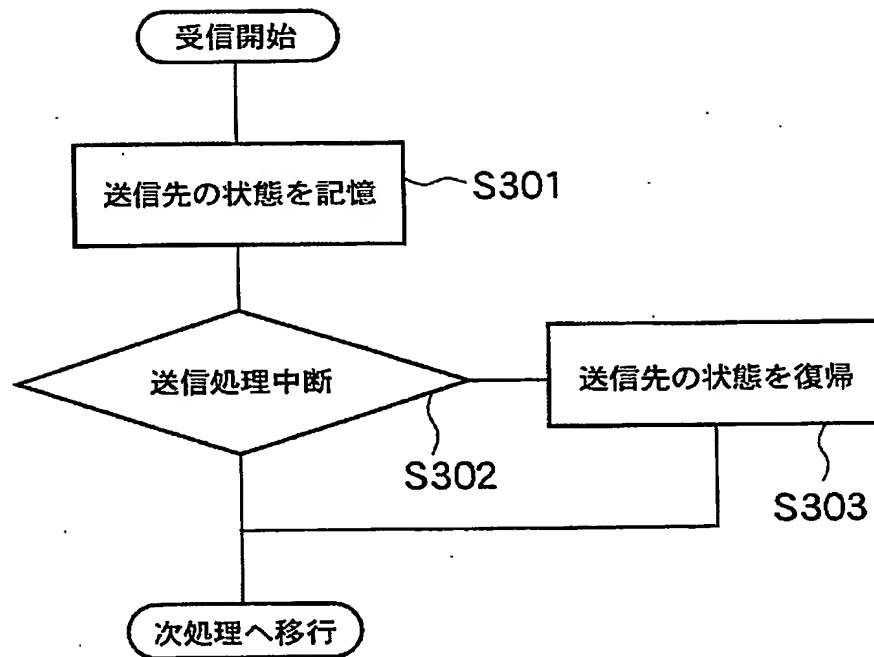 受信開始
送信先の状態を記憶
S301
送信処理中断
送信先の状態を復帰
S302
S303
次処理へ移行